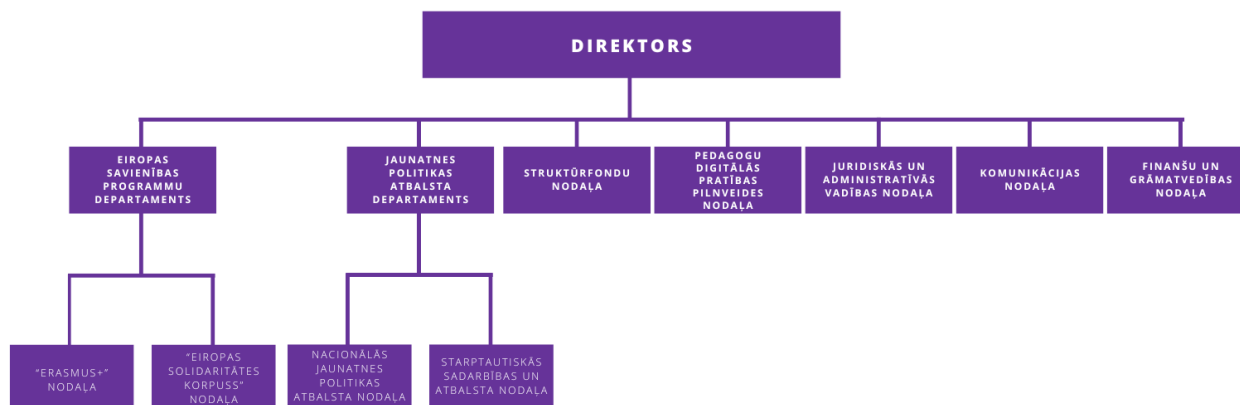 DIREKTORS
EIROPAS
SAVIENĪBAS
PROGRAMMU
DEPARTAMENTS
JAUNATNES
POLITIKAS
ATBALSTA
DEPARTAMENTS
STRUKTŪRFONDU
NODAĻA
PEDAGOGU
DIGITĀLĀS
PRATĪBAS
PILNVEIDES
NODAĻA
JURIDISKĀS UN
ADMINISTRATĪVĀS
VADĪBAS NODAĻA
KOMUNIKĀCIJAS
NODAĻA
FINANŠU UN
GRĀMATVEDĪBAS
NODAĻA
“ERASMUS+”
NODAĻA
“EIROPAS
SOLIDARITĀTES
KORPUSS”
NODAĻA
NACIONĀLĀS
JAUNATNES
POLITIKAS
ATBALSTA NODAĻA
STARPTAUTISKĀS
SADARBĪBAS UN
ATBALSTA NODAĻA